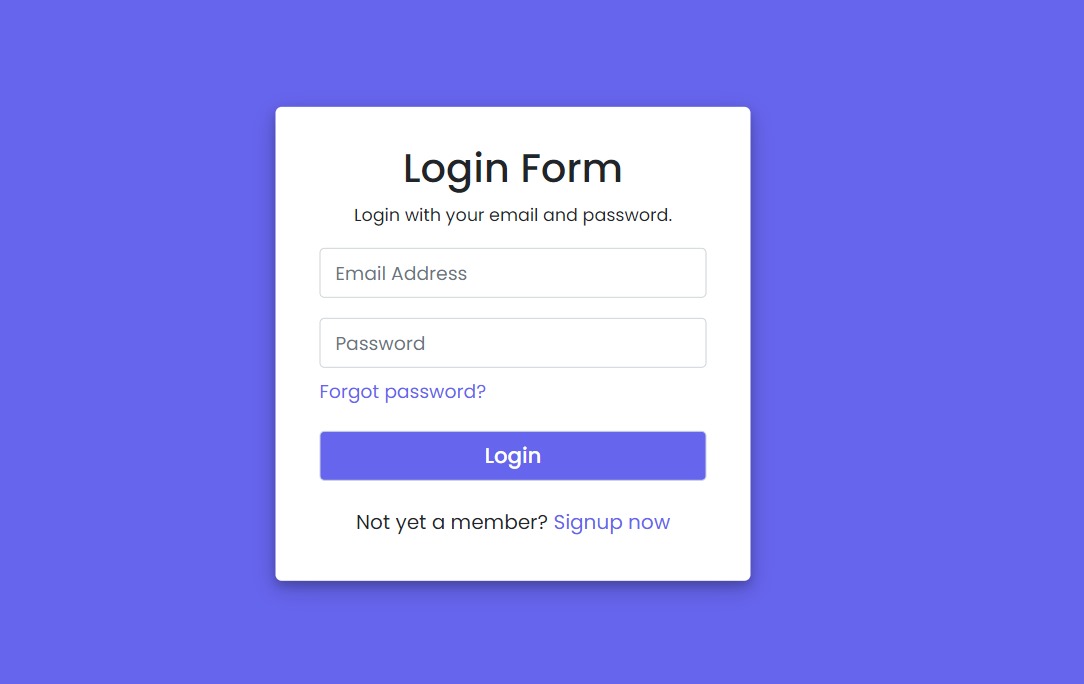 Login Form
Login with your email and password.
Email Address
Password
Forgot password?
Login
Not yet a member? Signup now